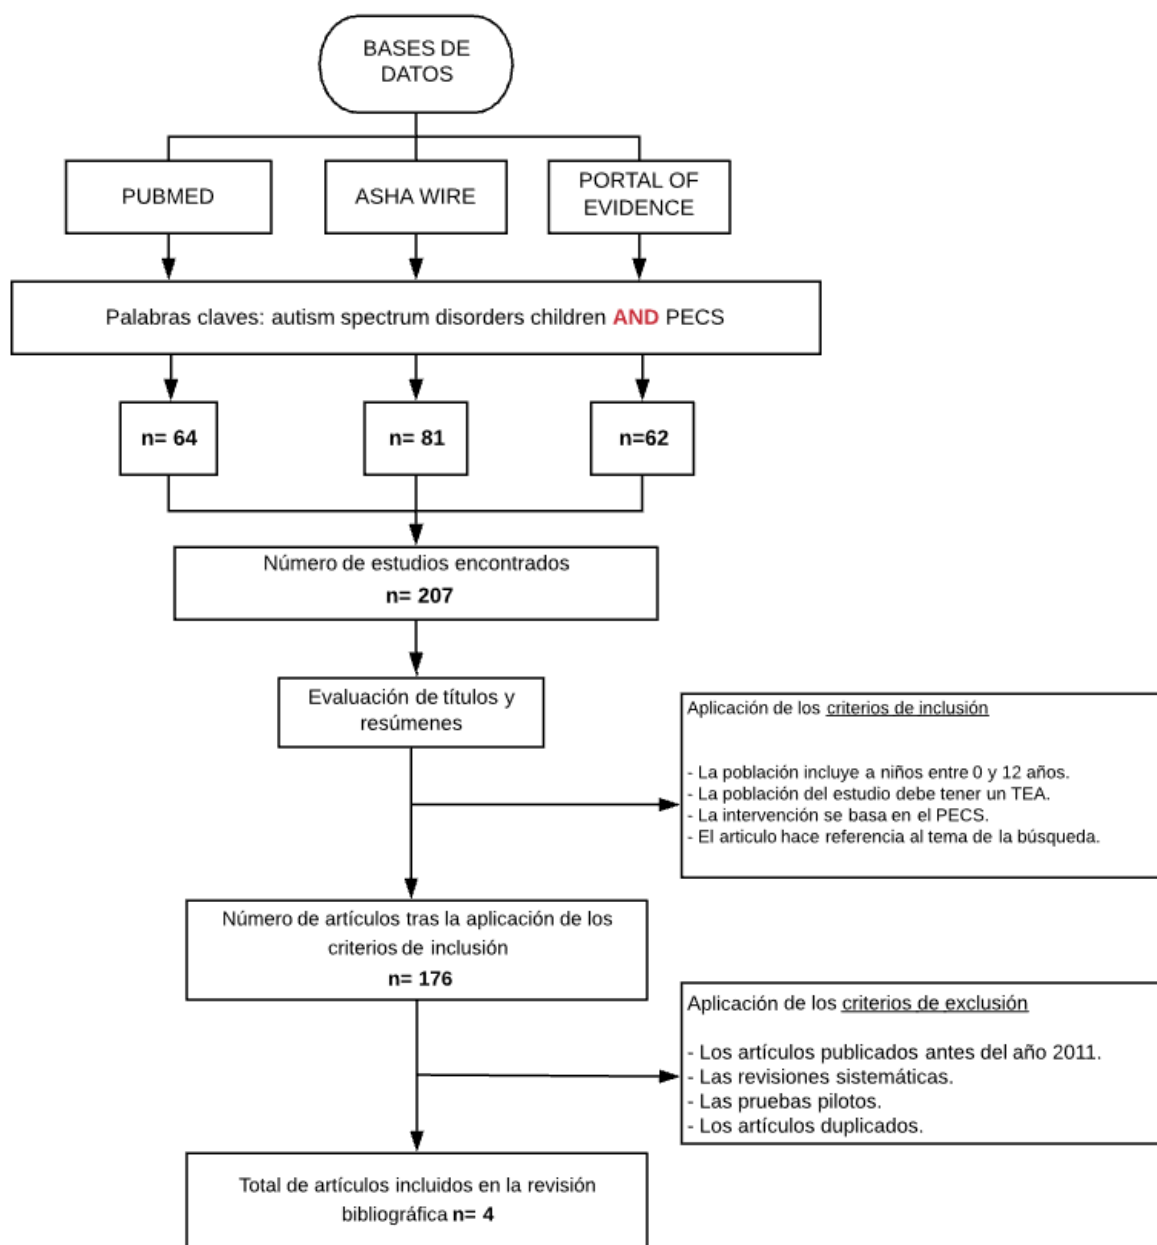 BASES DE
DATOS
PUBMED
ASHA WIRE
PORTAL OF
EVIDENCE
Palabras claves: autism spectrum disorders children AND PECS
n= 64
n= 81
n=62
Número de estudios encontrados
n= 207
Evaluación de títulos y
resúmenes
Aplicación de los criterios de inclusión
- La población incluye a niños entre 0 y 12 años.
- La población del estudio debe tener un TEA.
- La intervención se basa en el PECS.
- El articulo hace referencia al tema de la búsqueda.
Número de artículos tras la aplicación de los
criterios de inclusión
n= 176
Aplicación de los criterios de exclusión
- Los artículos publicados antes del año 2011.
- Las revisiones sistemáticas.
- Las pruebas pilotos.
- Los artículos duplicados.
Total de artículos incluidos en la revisión
bibliográfica n= 4